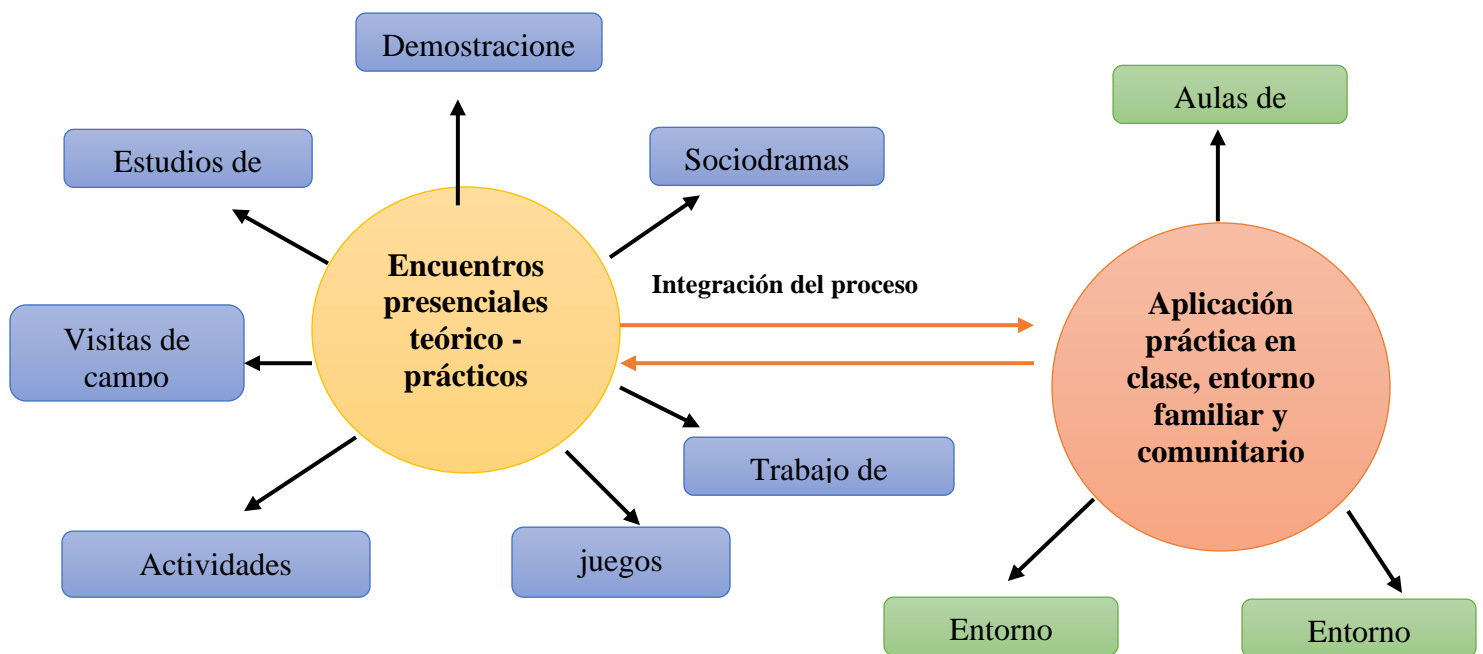 Demostracione
Aulas de
Estudios de
Sociodramas
Encuentros
presenciales
teórico -
prácticos
Integración del proceso
Aplicación
práctica en
clase, entorno
familiar y
comunitario
Visitas de
campo
Trabajo de
Actividades
juegos
Entorno
Entorno